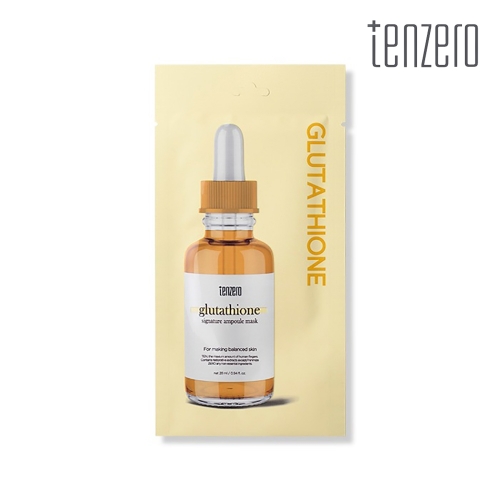 tenzero
GLUTATHIONE
tenzero
glutathione
signature ampoule mask
For making balanced skin